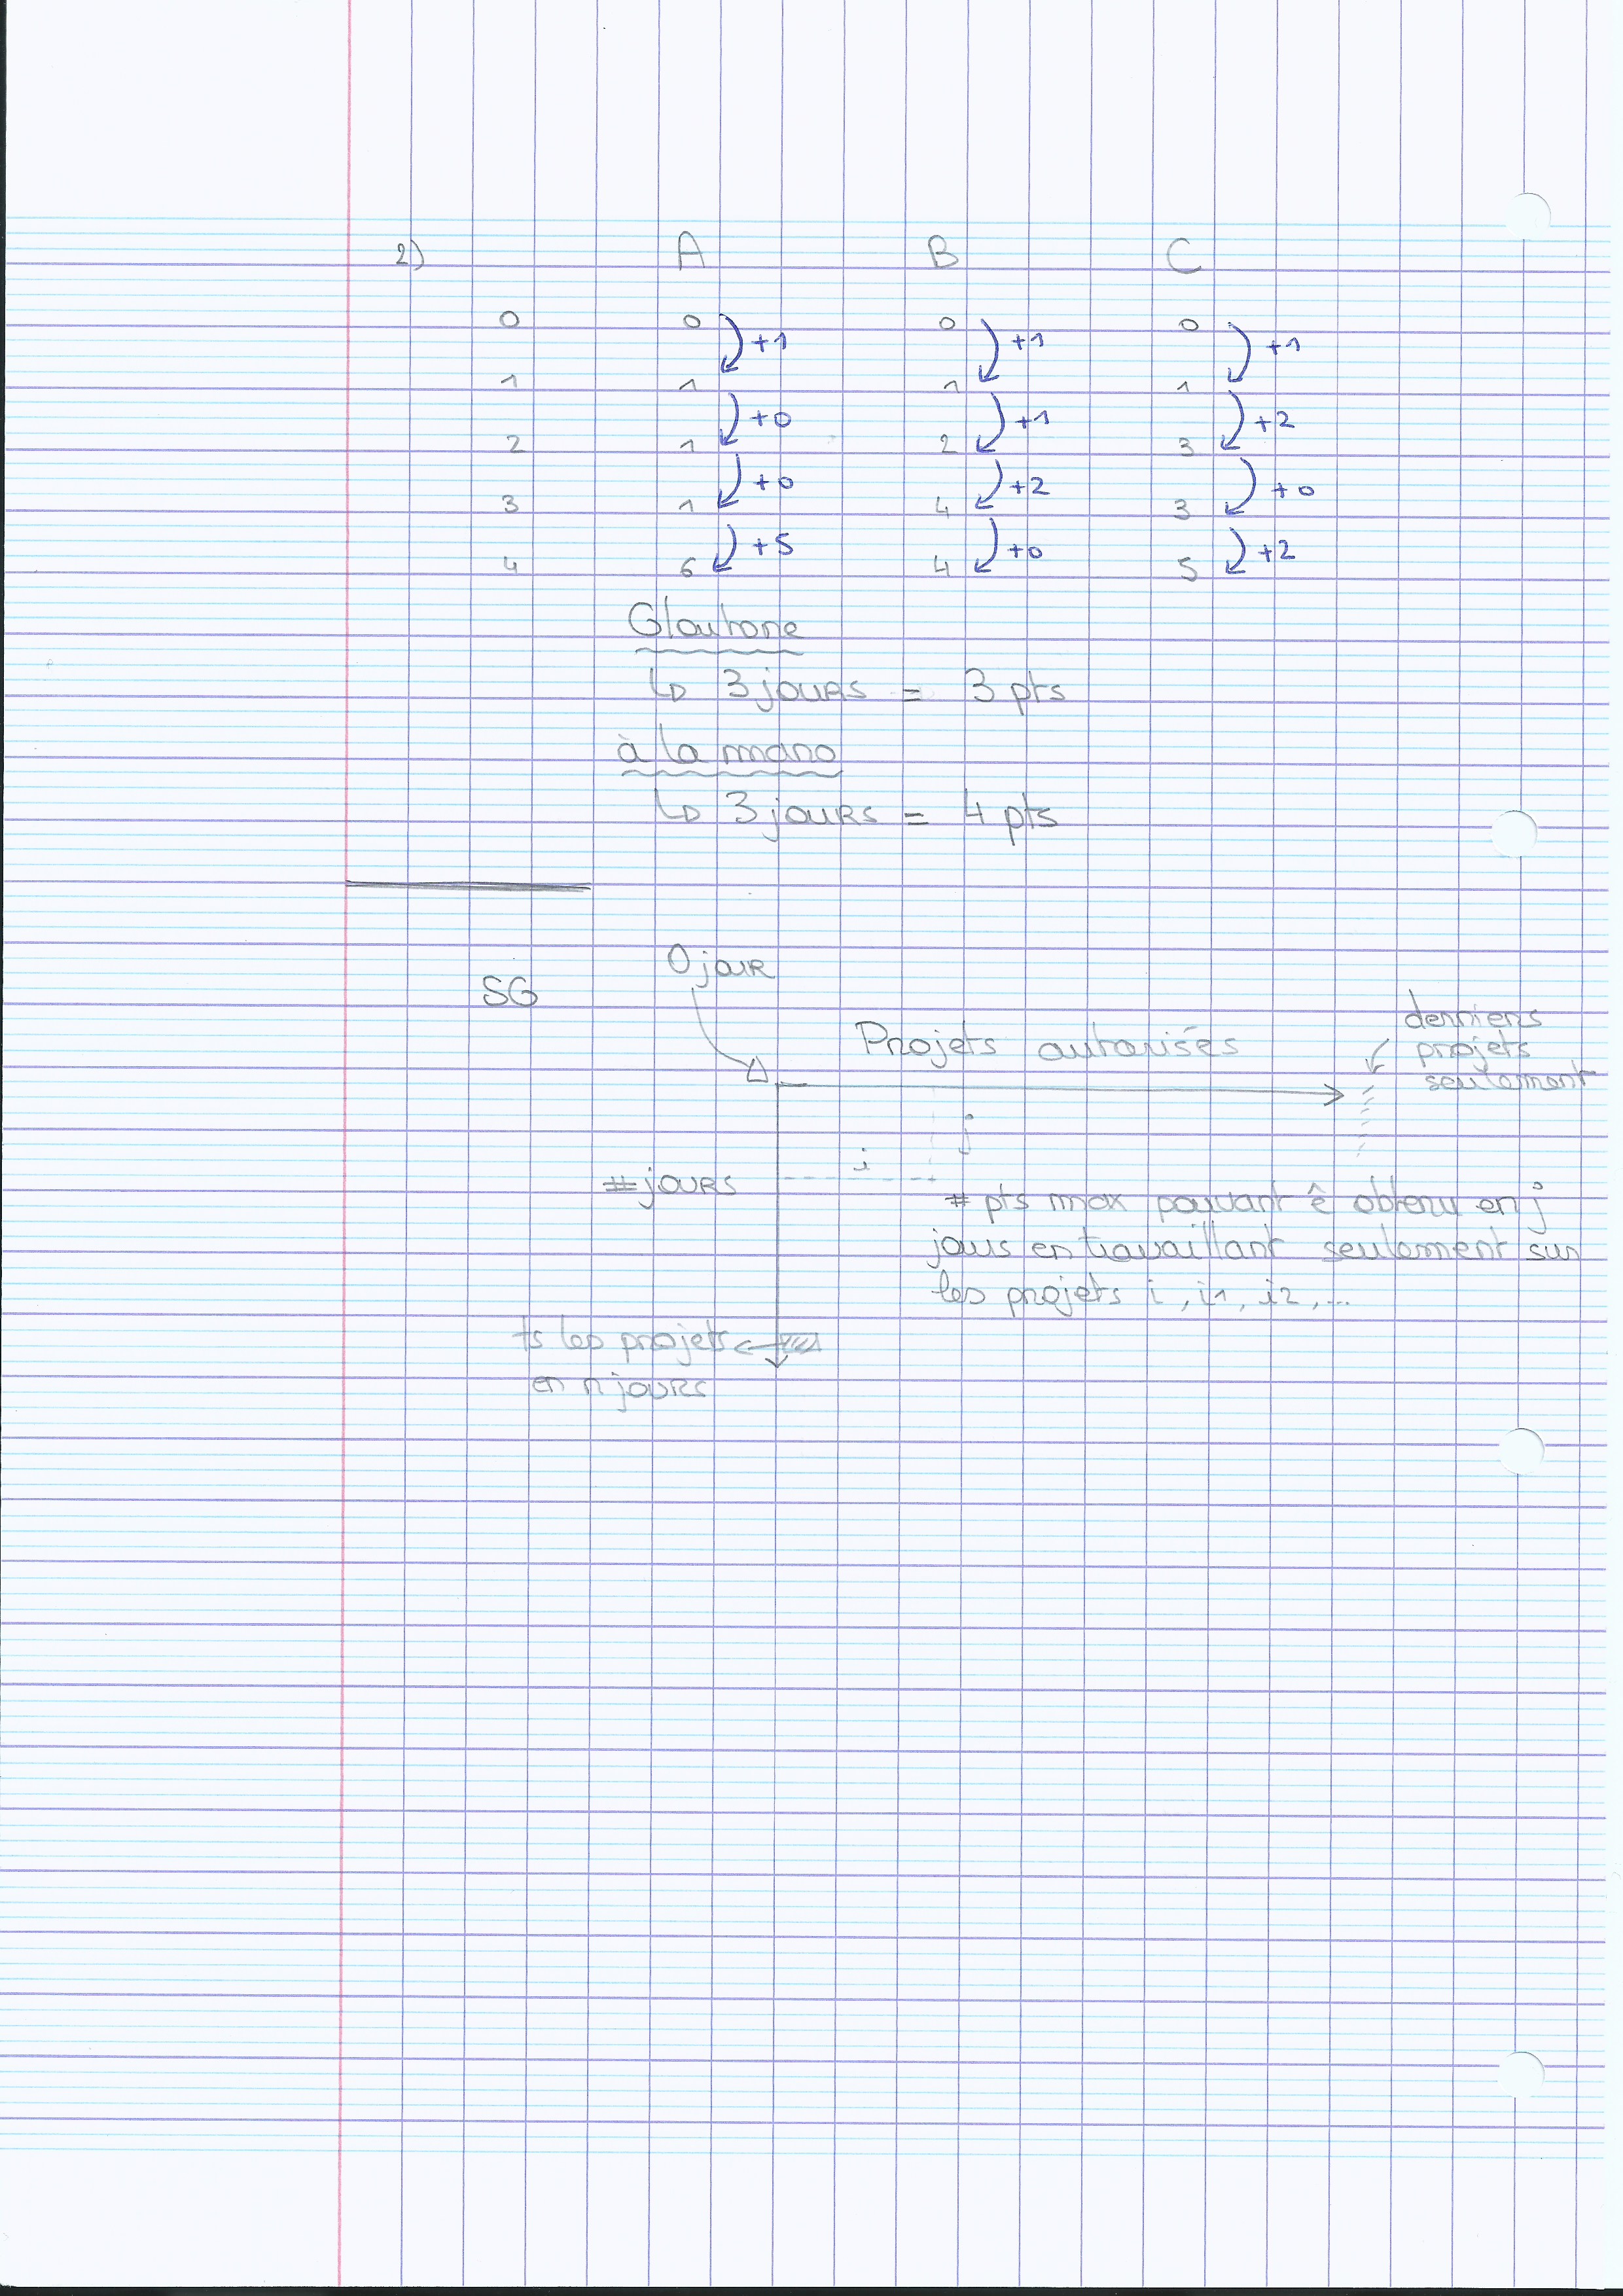 2) A B C
0 0 +1 0 +1 0 +1
1 1 +0 1 +1 1 +2
2 1 +0 2 +2 3 +0
3 1 +5 4 +0 3 +2
4 6 4 5
Gloutone
↳ 3 jours = 3 pts
à la mano
↳ 3 jours = 4 pts
0 jour
SG
Projets autorisés
derniers
projets
seulement
j
i
#jours
# pts max pouvant ê obtenu en j
jours en travaillant seulement sur
les projets i, i1, i2, ...
ts les projets
en n jours